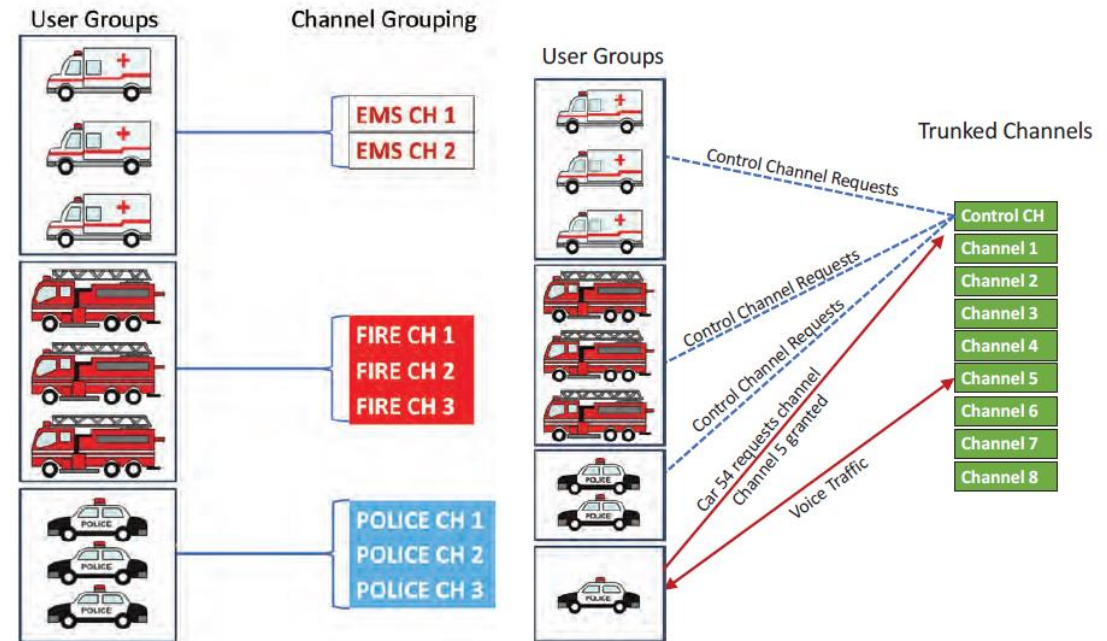 User Groups
Channel Grouping
EMS CH 1
EMS CH 2
FIRE CH 1
FIRE CH 2
FIRE CH 3
POLICE
POLICE
POLICE
POLICE CH 1
POLICE CH 2
POLICE CH 3
User Groups
Trunked Channels
Control Channel Requests
Control Channel Requests
Control Channel Requests
Car 54 requests channel
Channel 5 granted
Voice Traffic
POLICE
POLICE
POLICE
Control CH
Channel 1
Channel 2
Channel 3
Channel 4
Channel 5
Channel 6
Channel 7
Channel 8